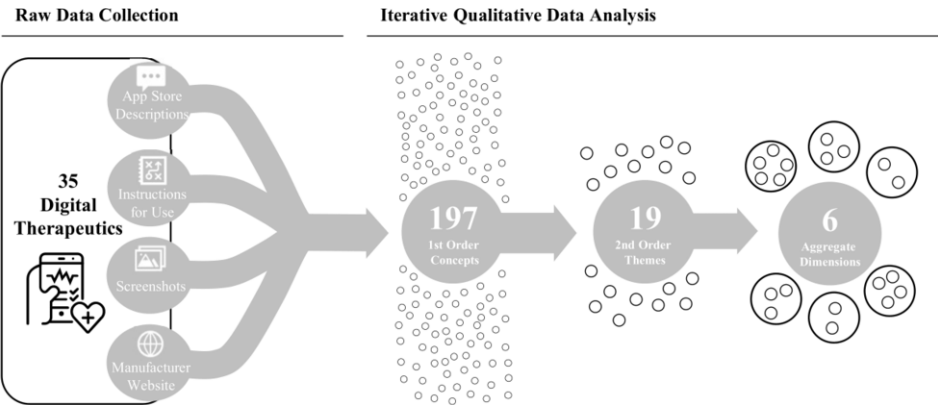 Raw Data Collection
Iterative Qualitative Data Analysis
35
Digital
Therapeutics
App Store
Descriptions
Instructions
for Use
Screenshots
Manufacturer
Website
197
1st Order
Concepts
19
2nd Order
Themes
6
Aggregate
Dimensions